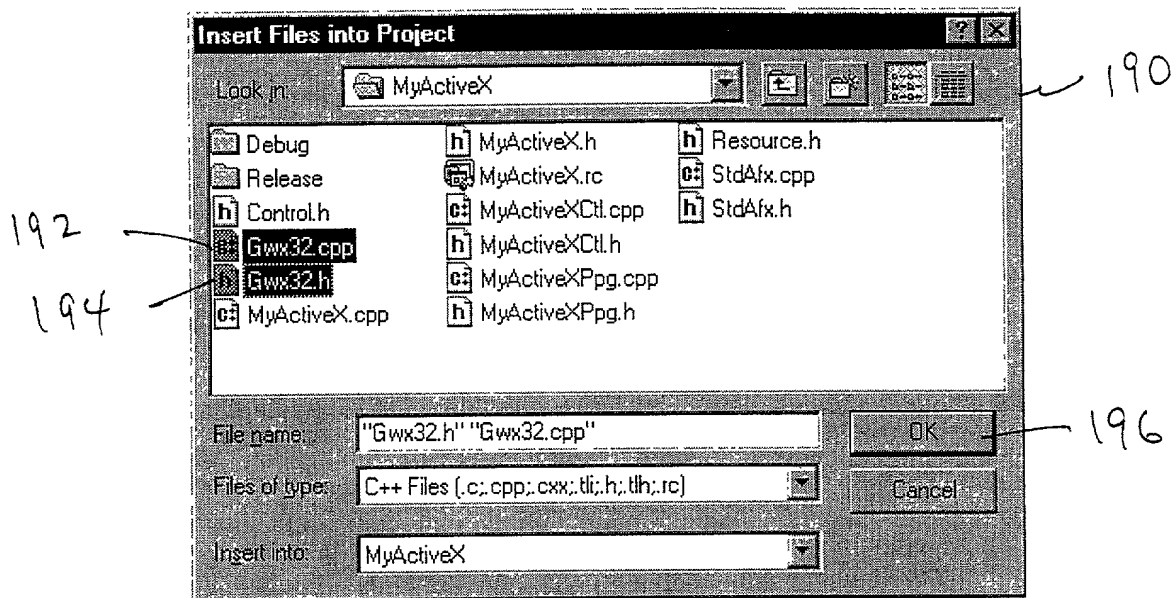 Insert Files into Project
Look in: MyActiveX
190
Debug
Release
Control.h
Gwx32.cpp
Gwx32.h
MyActiveX.cpp
MyActiveX.h
MyActiveX.rc
MyActiveXCtl.cpp
MyActiveXCtl.h
MyActiveXPpg.cpp
MyActiveXPpg.h
Resource.h
StdAfx.cpp
StdAfx.h
192
194
File name: "Gwx32.h" "Gwx32.cpp" OK
196
Files of type: C++ Files (.c;.cpp;.cxx;.tli;.h;.tlh;.rc) Cancel
Insert into: MyActiveX